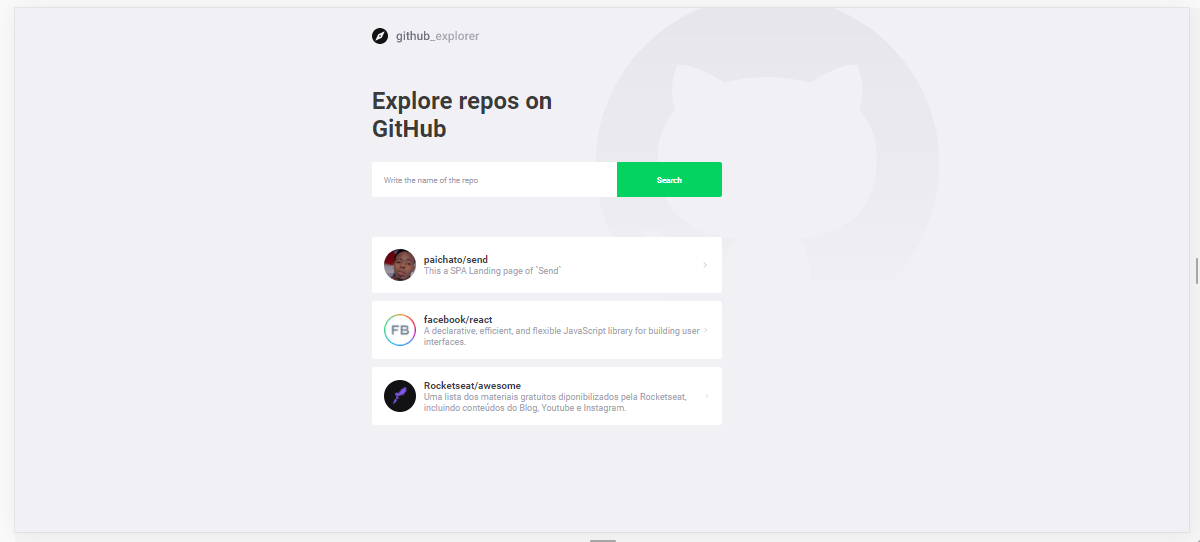 github_explorer
Explore repos on
GitHub
Write the name of the repo
Search
paichato/send
This a SPA Landing page of `Send`
FB
facebook/react
A declarative, efficient, and flexible JavaScript library for building user
interfaces.
Rocketseat/awesome
Uma lista dos materiais gratuitos diponibilizados pela Rocketseat,
incluindo conteúdos do Blog, Youtube e Instagram.